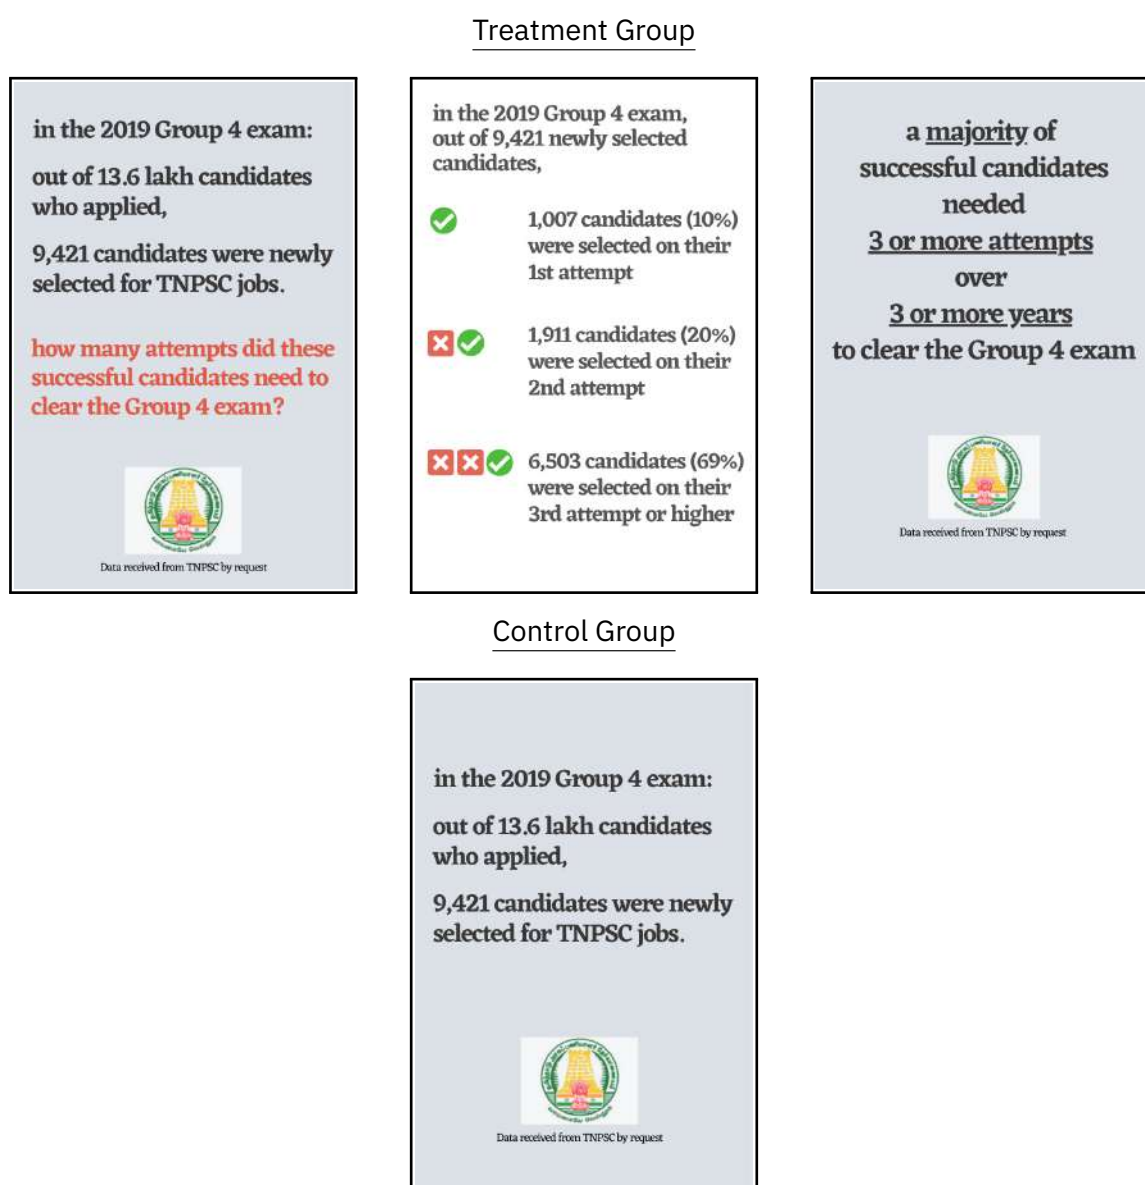 Treatment Group
in the 2019 Group 4 exam:
out of 13.6 lakh candidates
who applied,
9,421 candidates were newly
selected for TNPSC jobs.
how many attempts did these
successful candidates need to
clear the Group 4 exam?
Data received from TNPSC by request
in the 2019 Group 4 exam,
out of 9,421 newly selected
candidates,
1,007 candidates (10%)
were selected on their
1st attempt
1,911 candidates (20%)
were selected on their
2nd attempt
6,503 candidates (69%)
were selected on their
3rd attempt or higher
a majority of
successful candidates
needed
3 or more attempts
over
3 or more years
to clear the Group 4 exam
Data received from TNPSC by request
Control Group
in the 2019 Group 4 exam:
out of 13.6 lakh candidates
who applied,
9,421 candidates were newly
selected for TNPSC jobs.
Data received from TNPSC by request